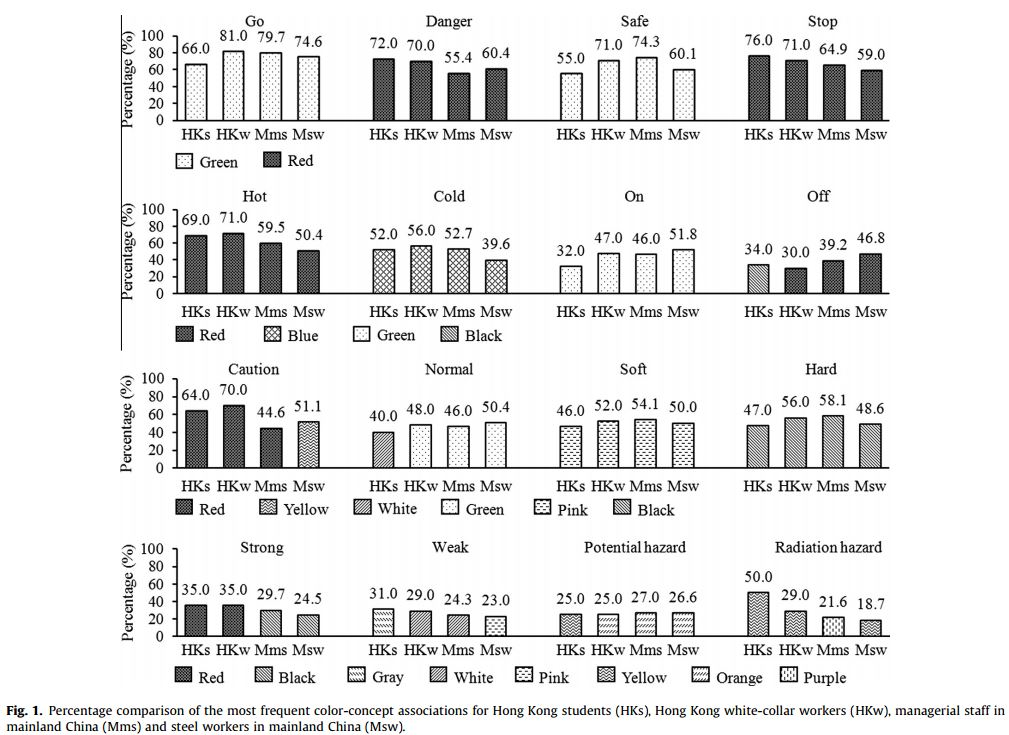 Go Danger Safe Stop
Percentage (%)
100
80
60
40
20
0
66.0 81.0 79.7 74.6
72.0 70.0 55.4 60.4
55.0 71.0 74.3 60.1
76.0 71.0 64.9 59.0
HKs HKw Mms Msw HKs HKw Mms Msw HKs HKw Mms Msw HKs HKw Mms Msw
Green Red
Hot Cold On Off
Percentage (%)
100
80
60
40
20
0
69.0 71.0 59.5 50.4
52.0 56.0 52.7 39.6
32.0 47.0 46.0 51.8
34.0 30.0 39.2 46.8
HKs HKw Mms Msw HKs HKw Mms Msw HKs HKw Mms Msw HKs HKw Mms Msw
Red Blue Green Black
Caution Normal Soft Hard
Percentage (%)
100
80
60
40
20
0
64.0 70.0 44.6 51.1
40.0 48.0 46.0 50.4
46.0 52.0 54.1 50.0
47.0 56.0 58.1 48.6
HKs HKw Mms Msw HKs HKw Mms Msw HKs HKw Mms Msw HKs HKw Mms Msw
Red Yellow White Green Pink Black
Strong Weak Potential hazard Radiation hazard
Percentage (%)
100
80
60
40
20
0
35.0 35.0 29.7 24.5
31.0 29.0 24.3 23.0
25.0 25.0 27.0 26.6
50.0 29.0 21.6 18.7
HKs HKw Mms Msw HKs HKw Mms Msw HKs HKw Mms Msw HKs HKw Mms Msw
Red Black Gray White Pink Yellow Orange Purple
Fig. 1. Percentage comparison of the most frequent color-concept associations for Hong Kong students (HKs), Hong Kong white-collar workers (HKw), managerial staff in
mainland China (Mms) and steel workers in mainland China (Msw).